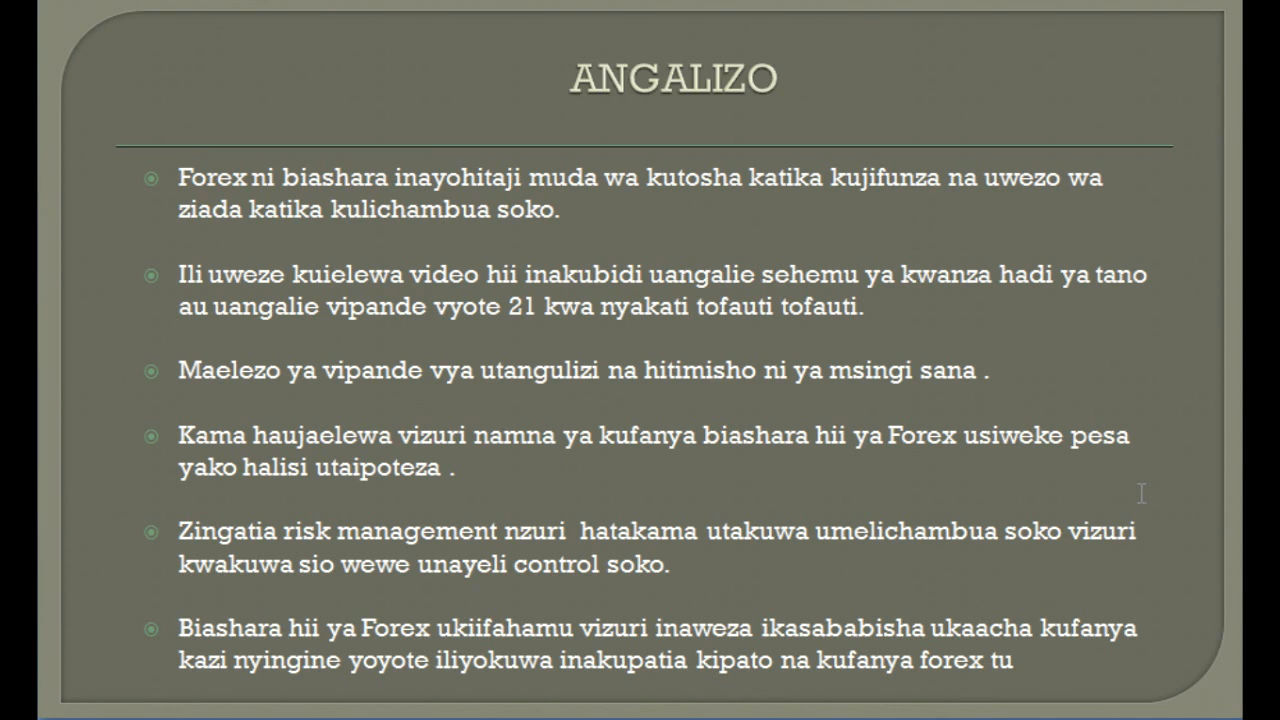 ANGALIZO
Forex ni biashara inayohitaji muda wa kutosha katika kujifunza na uwezo wa
ziada katika kulichambua soko.
Ili uweze kuielewa video hii inakubidi uangalie sehemu ya kwanza hadi ya tano
au uangalie vipande vyote 21 kwa nyakati tofauti tofauti.
Maelezo ya vipande vya utangulizi na hitimisho ni ya msingi sana .
Kama haujaelewa vizuri namna ya kufanya biashara hii ya Forex usiweke pesa
yako halisi utaipoteza .
Zingatia risk management nzuri  hatakama utakuwa umelichambua soko vizuri
kwakuwa sio wewe unayeli control soko.
Biashara hii ya Forex ukiifahamu vizuri inaweza ikasababisha ukaacha kufanya
kazi nyingine yoyote iliyokuwa inakupatia kipato na kufanya forex tu